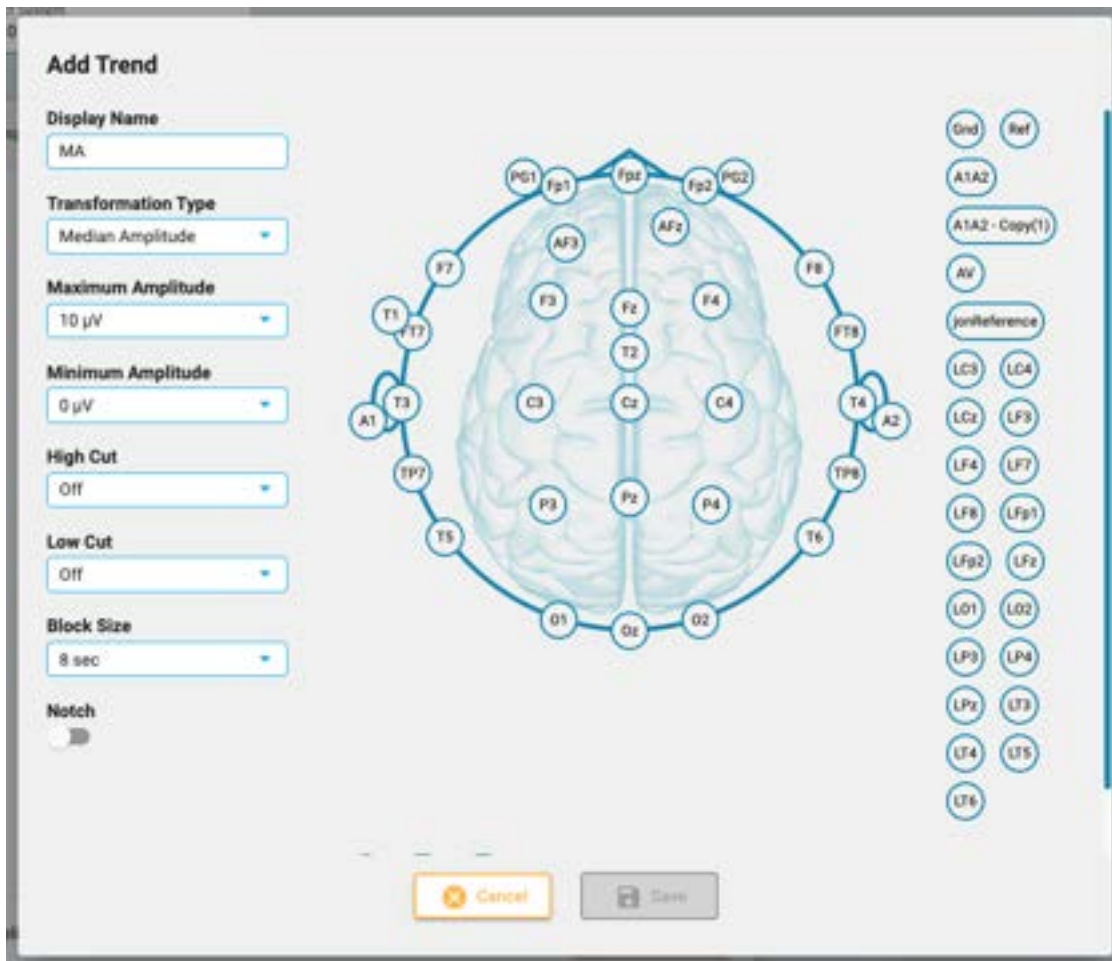 Add Trend
Display Name
MA
Transformation Type
Median Amplitude
Maximum Amplitude
10 µV
Minimum Amplitude
0 µV
High Cut
Off
Low Cut
Off
Block Size
8 sec
Notch
PG1 Fp1 Fpz Fp2 PG2
AF3 AFz
F7 F8
F3 Fz F4
T1 FT7 FT8
T2
A1 T3 C3 Cz C4 T4 A2
TP7 TP8
P3 Pz P4
T5 T6
O1 Oz O2
Gnd Ref
A1A2
A1A2 - Copy(1)
AV
jonReference
LC3 LC4
LCz LF3
LF4 LF7
LF8 LFp1
LFp2 LFz
LO1 LO2
LP3 LP4
LPz LT3
LT4 LT5
LT6
Cancel Save